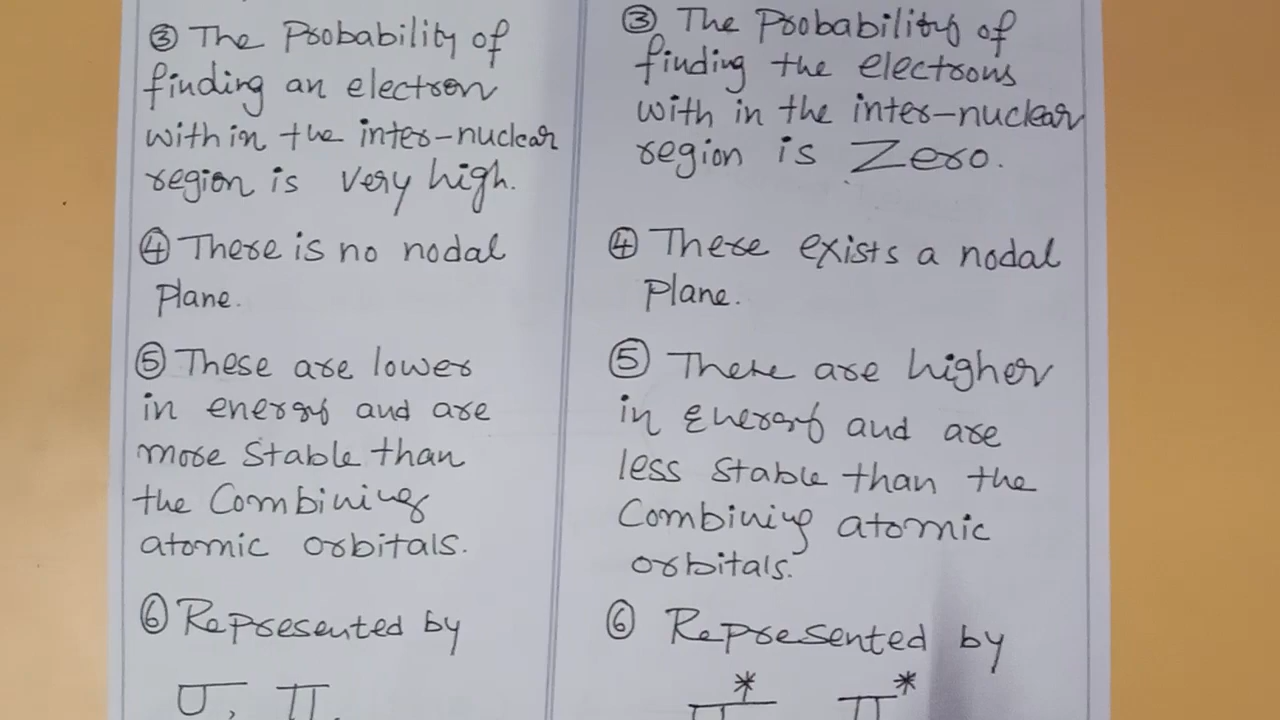 ③ The Probability of
finding an electron
with in the inter-nuclear
region is very high.
④ There is no nodal
Plane.
⑤ These are lower
in energy and are
more stable than
the Combining
atomic orbitals.
⑥ Represented by
σ, π.
③ The Probability of
finding the electrons
with in the inter-nuclear
region is Zero.
④ There exists a nodal
Plane.
⑤ There are higher
in Energy and are
less stable than the
Combining atomic
orbitals.
⑥ Represented by
σ* π*